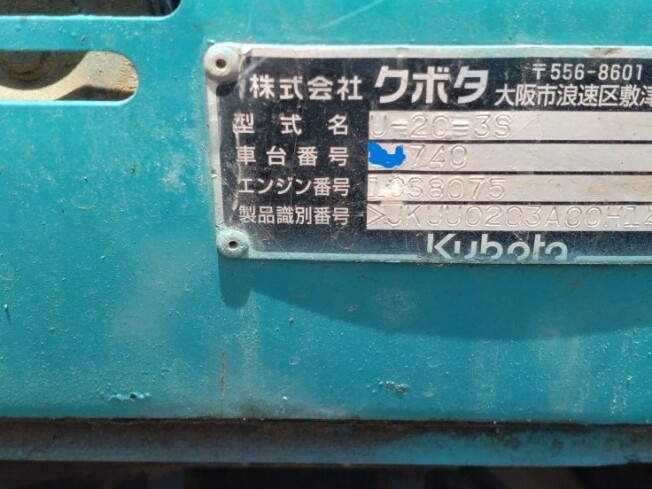 株式会社 クボタ 〒556-8601
大阪市浪速区敷津
型式名 U-20-3S
車台番号 740
エンジン番号 1CS8075
製品識別番号 >JKUU0203A00H14
Kubota